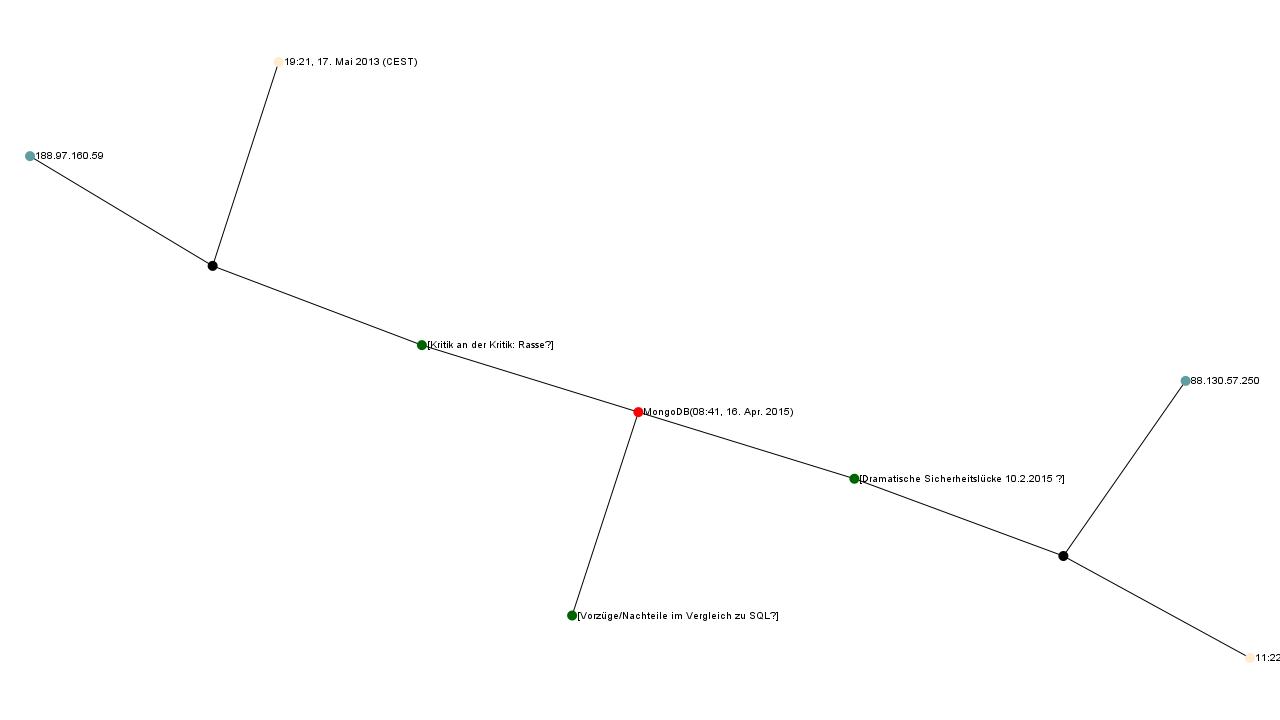 19:21, 17. Mai 2013 (CEST)
188.97.160.59
[Kritik an der Kritik: Rasse?]
88.130.57.250
MongoDB(08:41, 16. Apr. 2015)
[Dramatische Sicherheitslücke 10.2.2015 ?]
[Vorzüge/Nachteile im Vergleich zu SQL?]
11:22